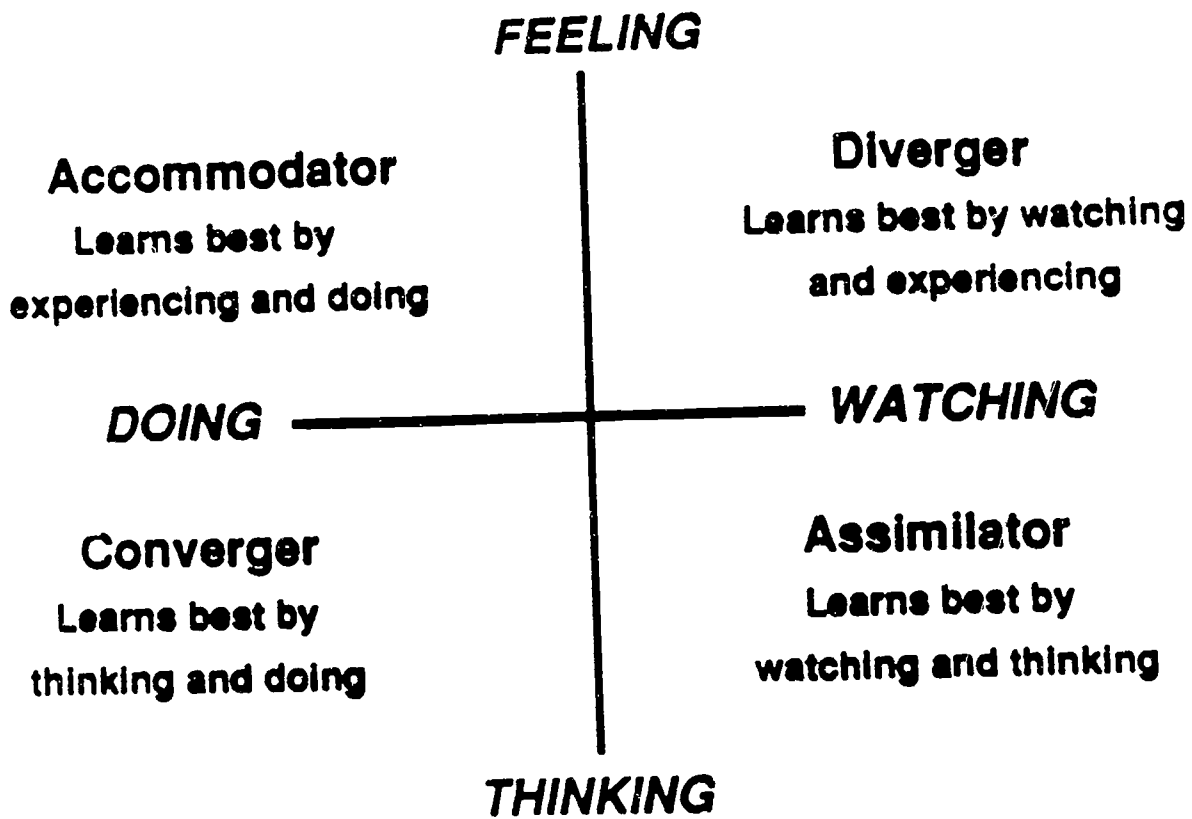 FEELING
Accommodator
Learns best by
experiencing and doing
Diverger
Learns best by watching
and experiencing
DOING
WATCHING
Converger
Learns best by
thinking and doing
Assimilator
Learns best by
watching and thinking
THINKING